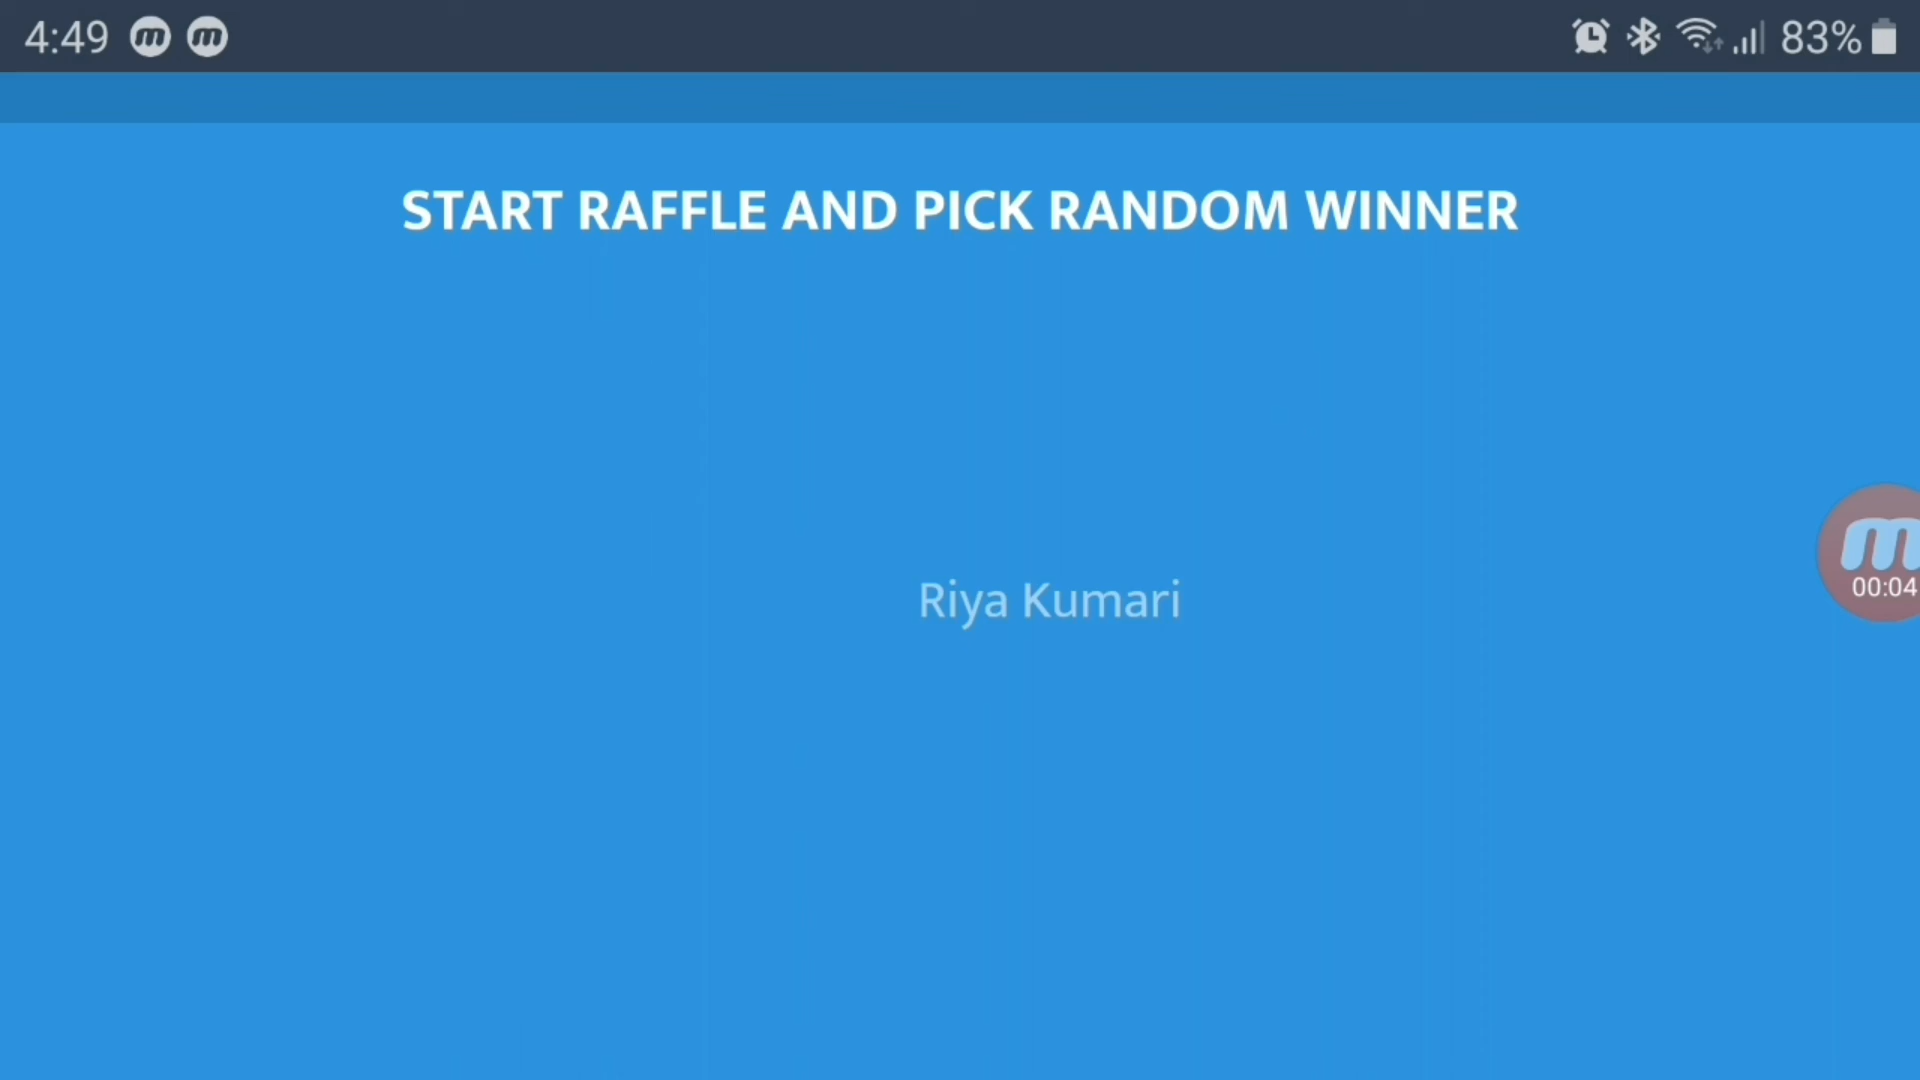 4:49 m m 83%
START RAFFLE AND PICK RANDOM WINNER
Riya Kumari
m
00:04